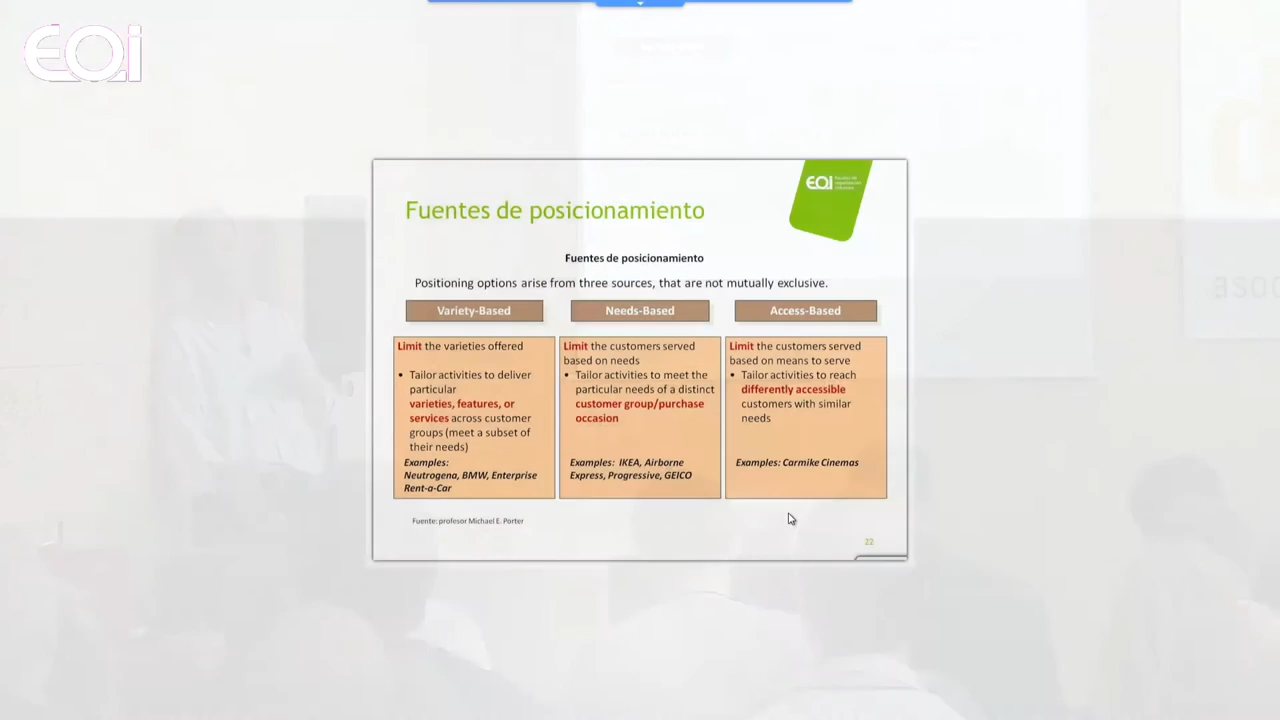 EOI
EOI
Fuentes de posicionamiento
Fuentes de posicionamiento
Positioning options arise from three sources, that are not mutually exclusive.
Variety-Based
Limit the varieties offered
• Tailor activities to deliver
particular
varieties, features, or
services across customer
groups (meet a subset of
their needs)
Examples:
Neutrogena, BMW, Enterprise
Rent-a-Car
Needs-Based
Limit the customers served
based on needs
• Tailor activities to meet the
particular needs of a distinct
customer group/purchase
occasion
Examples: IKEA, Airborne
Express, Progressive, GEICO
Access-Based
Limit the customers served
based on means to serve
• Tailor activities to reach
differently accessible
customers with similar
needs
Examples: Carmike Cinemas
Fuente: profesor Michael E. Porter
22